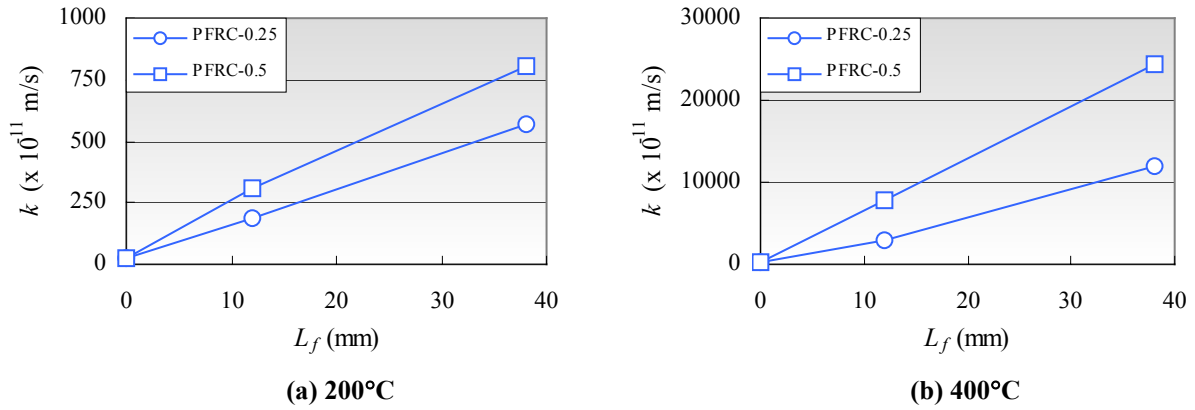 1000
750
500
250
0
k (x 10⁻¹¹ m/s)
PFRC-0.25
PFRC-0.5
0 10 20 30 40
L_f (mm)
(a) 200°C
30000
20000
10000
0
k (x 10⁻¹¹ m/s)
PFRC-0.25
PFRC-0.5
0 10 20 30 40
L_f (mm)
(b) 400°C